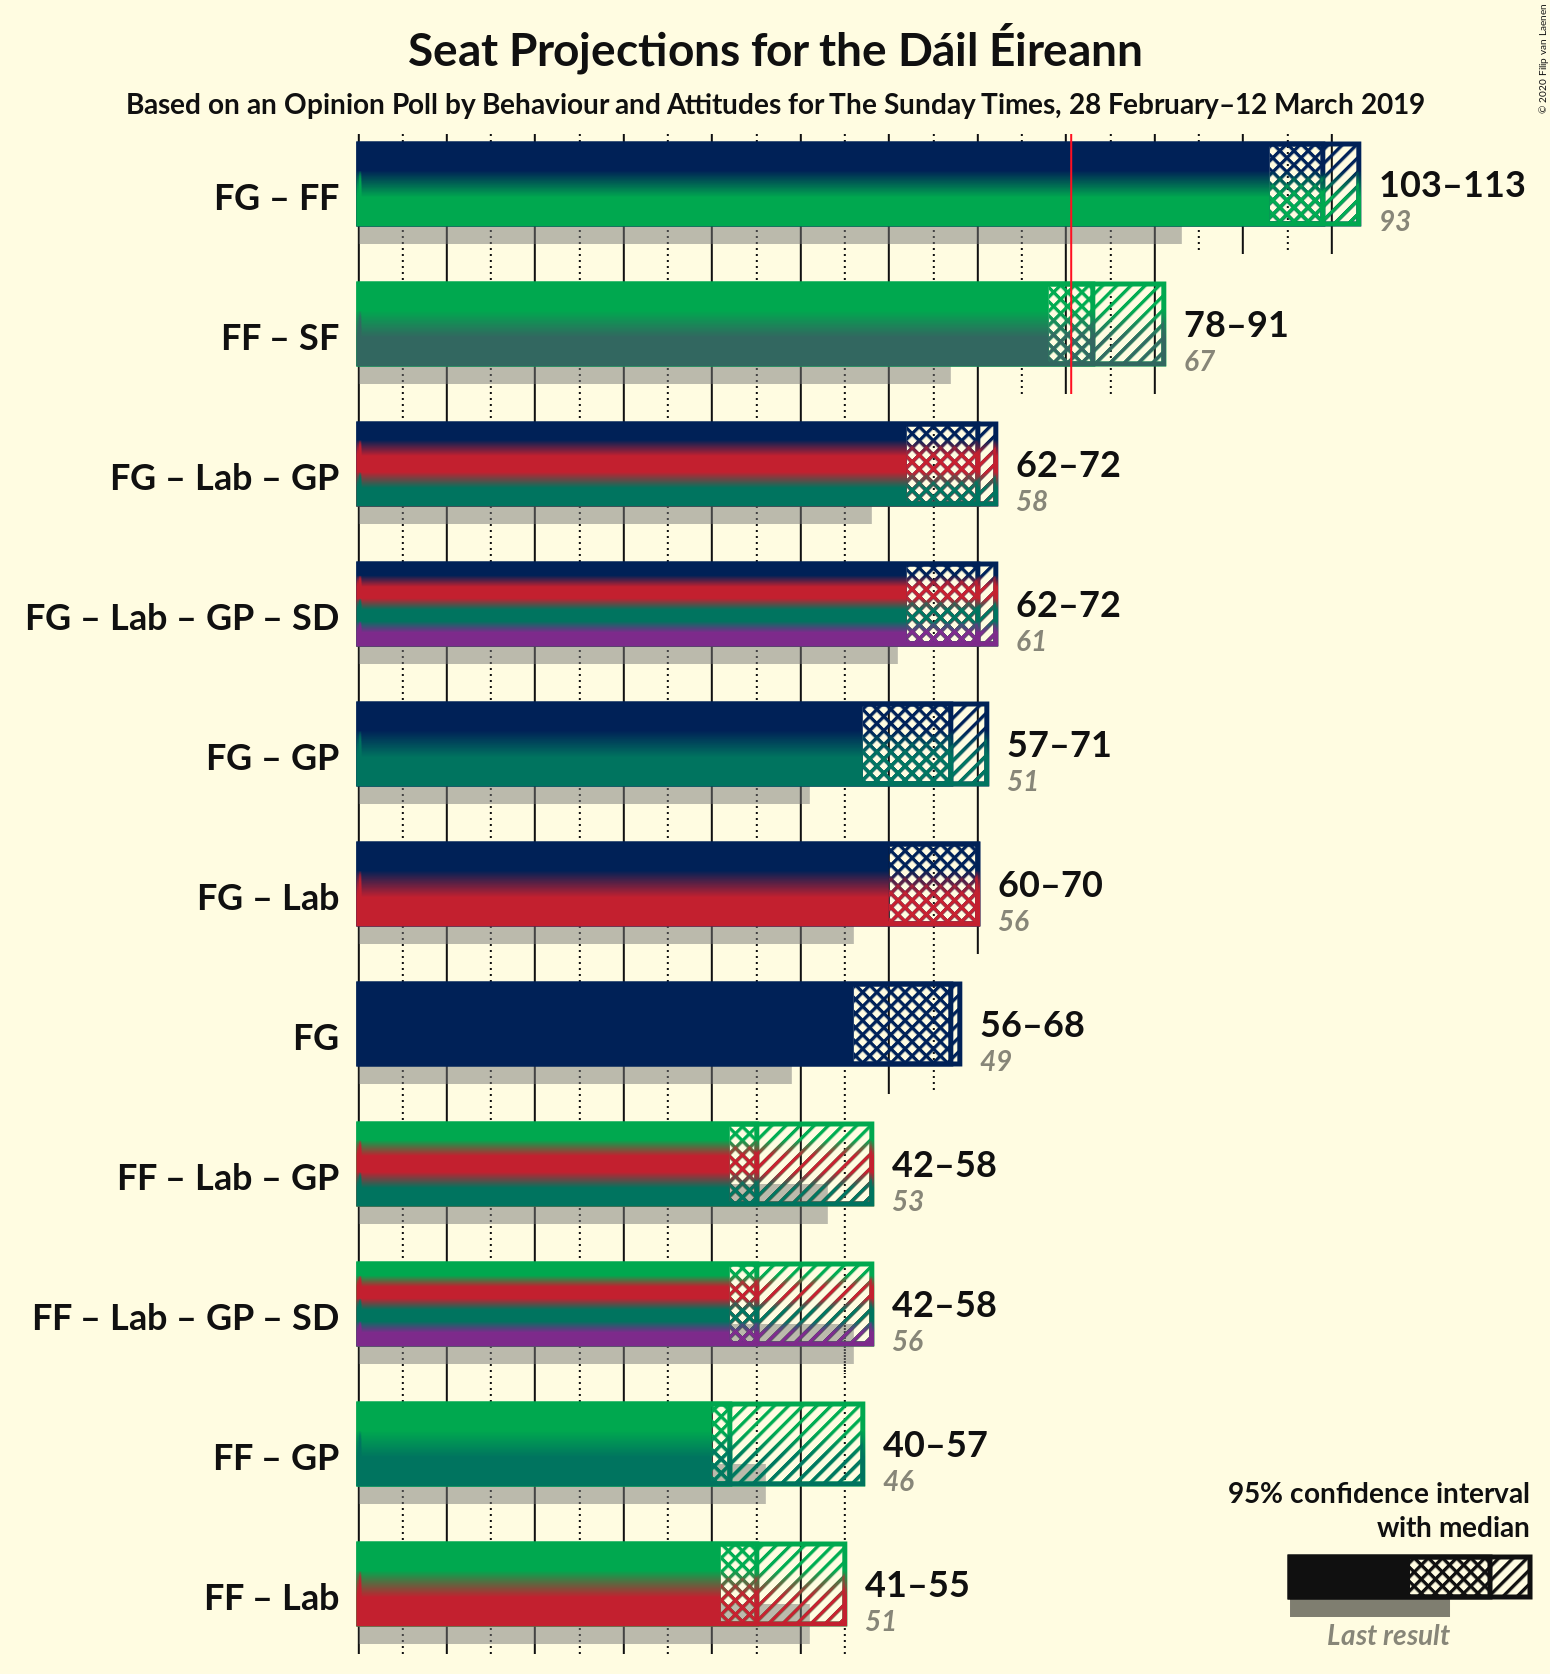 Seat Projections for the Dáil Éireann
Based on an Opinion Poll by Behaviour and Attitudes for The Sunday Times, 28 February–12 March 2019
© 2020 Filip van Laenen
FG – FF
103–113
93
FF – SF
78–91
67
FG – Lab – GP
62–72
58
FG – Lab – GP – SD
62–72
61
FG – GP
57–71
51
FG – Lab
60–70
56
FG
56–68
49
FF – Lab – GP
42–58
53
FF – Lab – GP – SD
42–58
56
FF – GP
40–57
46
FF – Lab
41–55
51
95% confidence interval
with median
Last result